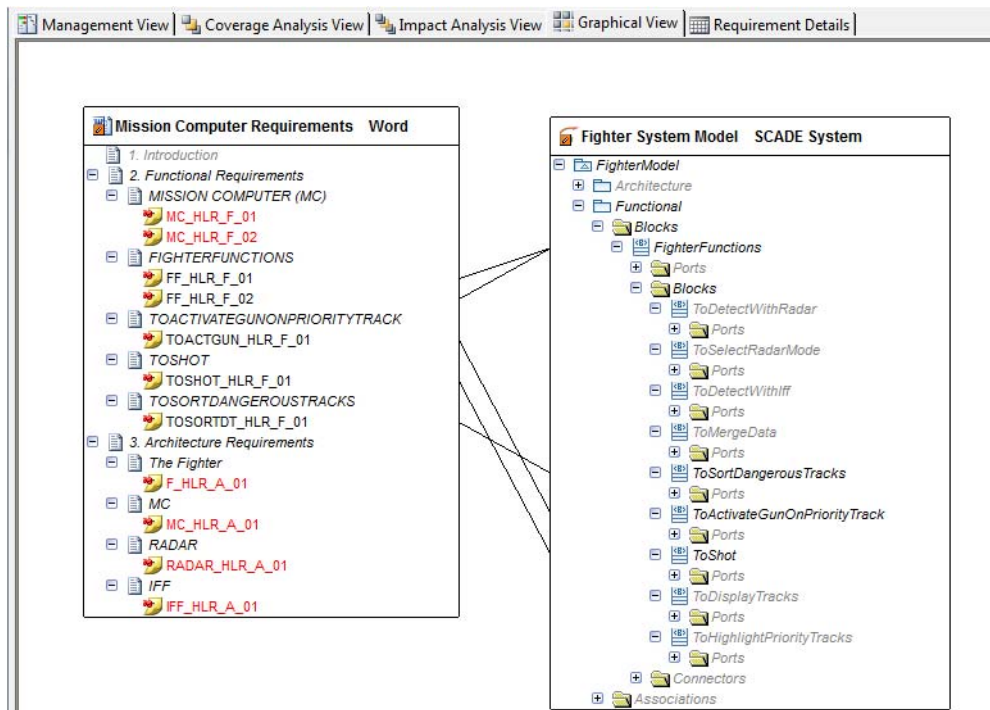 Management View Coverage Analysis View Impact Analysis View Graphical View Requirement Details
Mission Computer Requirements Word
1. Introduction
2. Functional Requirements
MISSION COMPUTER (MC)
MC_HLR_F_01
MC_HLR_F_02
FIGHTERFUNCTIONS
FF_HLR_F_01
FF_HLR_F_02
TOACTIVATEGUNONPRIORITYTRACK
TOACTGUN_HLR_F_01
TOSHOT
TOSHOT_HLR_F_01
TOSORTDANGEROUSTRACKS
TOSORTDT_HLR_F_01
3. Architecture Requirements
The Fighter
F_HLR_A_01
MC
MC_HLR_A_01
RADAR
RADAR_HLR_A_01
IFF
IFF_HLR_A_01
Fighter System Model SCADE System
FighterModel
Architecture
Functional
Blocks
FighterFunctions
Ports
Blocks
ToDetectWithRadar
Ports
ToSelectRadarMode
Ports
ToDetectWithIff
Ports
ToMergeData
Ports
ToSortDangerousTracks
Ports
ToActivateGunOnPriorityTrack
Ports
ToShot
Ports
ToDisplayTracks
Ports
ToHighlightPriorityTracks
Ports
Connectors
Associations